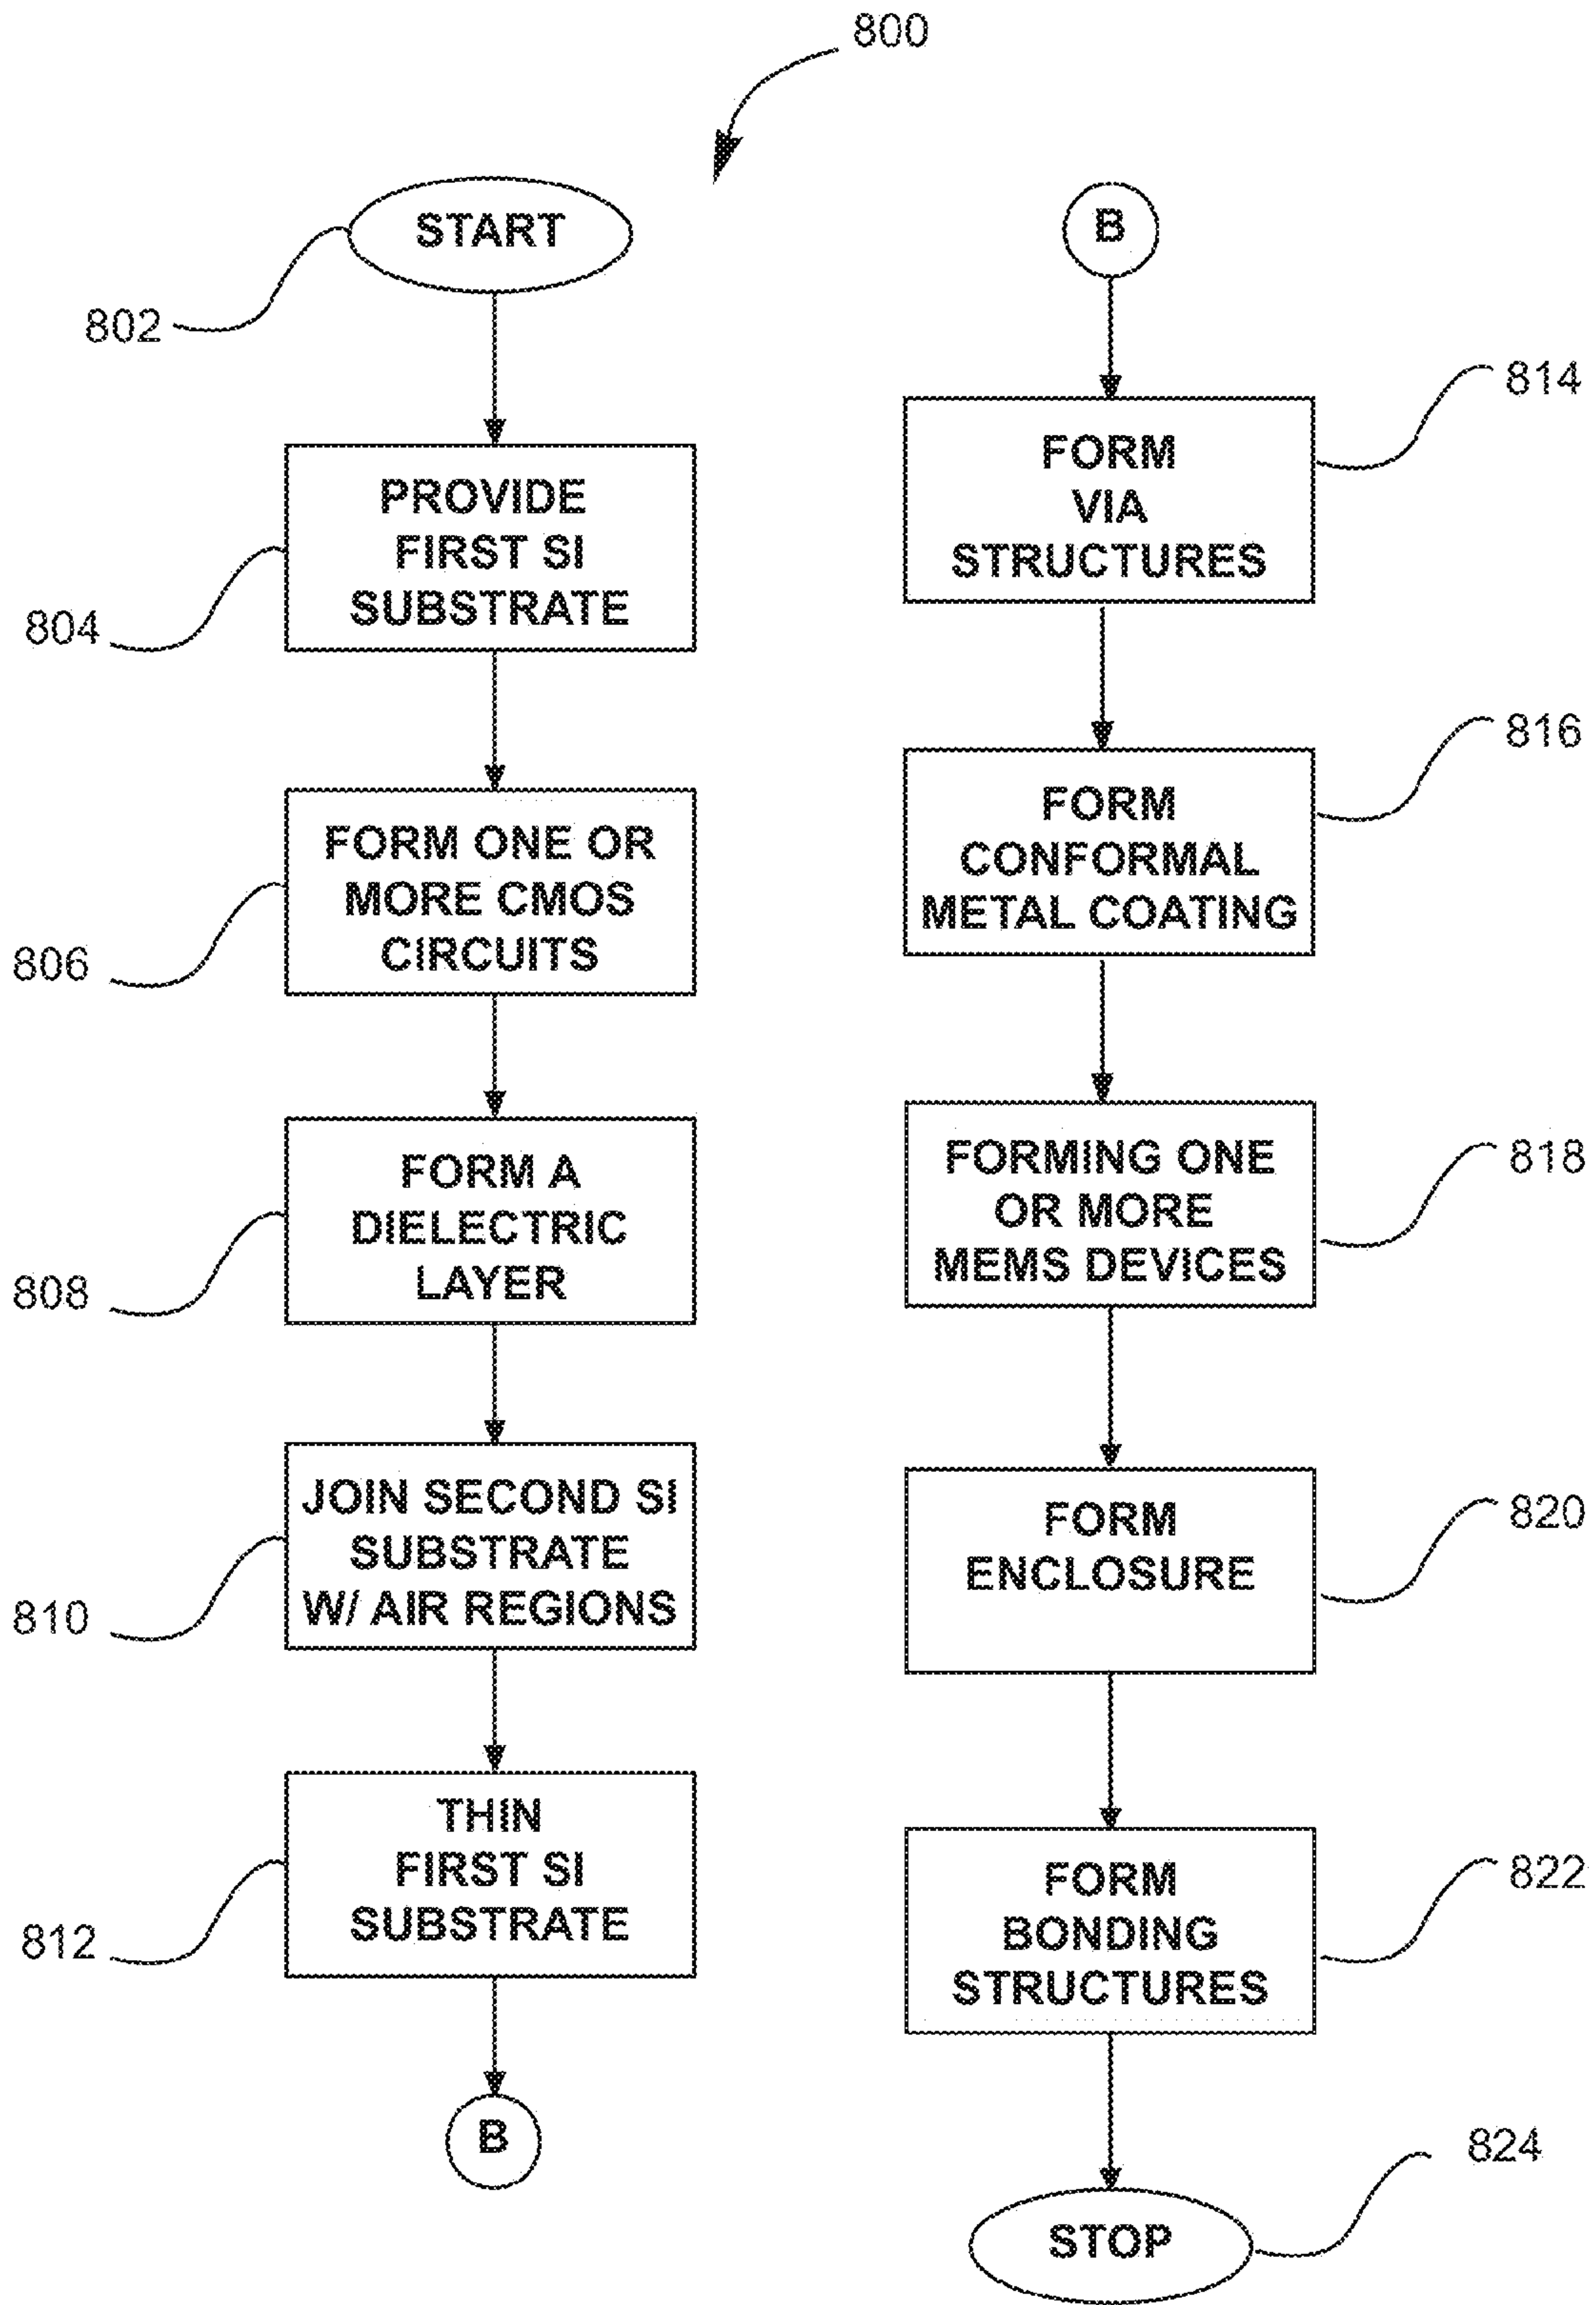 800
START
802
PROVIDE
FIRST SI
SUBSTRATE
804
FORM ONE OR
MORE CMOS
CIRCUITS
806
FORM A
DIELECTRIC
LAYER
808
JOIN SECOND SI
SUBSTRATE
W/ AIR REGIONS
810
THIN
FIRST SI
SUBSTRATE
812
B
B
814
FORM
VIA
STRUCTURES
816
FORM
CONFORMAL
METAL COATING
818
FORMING ONE
OR MORE
MEMS DEVICES
820
FORM
ENCLOSURE
822
FORM
BONDING
STRUCTURES
824
STOP